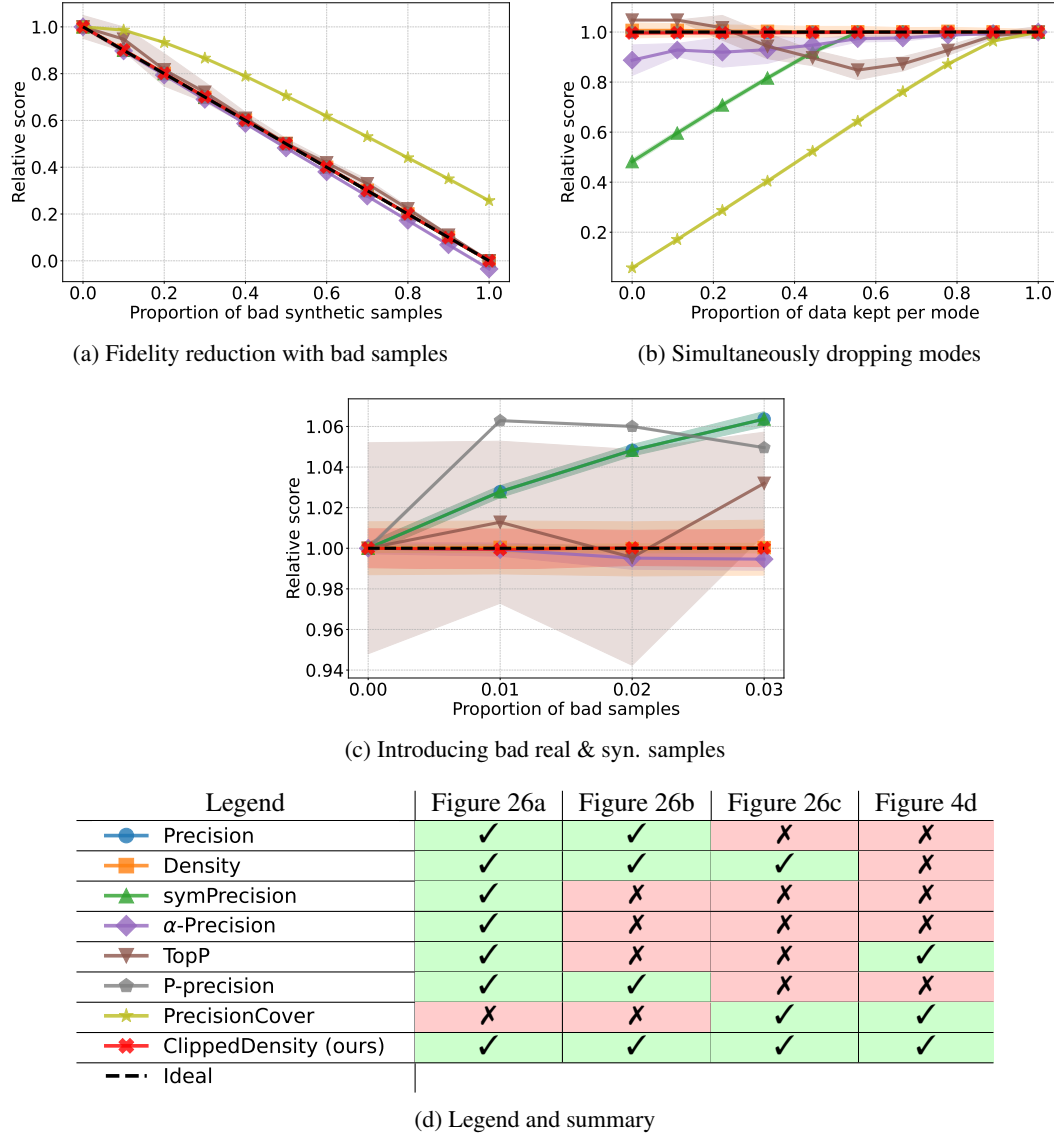 1.0
0.8
0.6
0.4
0.2
0.0
Relative score
0.0 0.2 0.4 0.6 0.8 1.0
Proportion of bad synthetic samples
(a) Fidelity reduction with bad samples
1.0
0.8
0.6
0.4
0.2
Relative score
0.0 0.2 0.4 0.6 0.8 1.0
Proportion of data kept per mode
(b) Simultaneously dropping modes
1.06
1.04
1.02
1.00
0.98
0.96
0.94
Relative score
0.00 0.01 0.02 0.03
Proportion of bad samples
(c) Introducing bad real & syn. samples
Legend Figure 26a Figure 26b Figure 26c Figure 4d
Precision ✓ ✓ ✗ ✗
Density ✓ ✓ ✓ ✗
symPrecision ✓ ✗ ✗ ✗
α-Precision ✓ ✗ ✗ ✗
TopP ✓ ✗ ✗ ✓
P-precision ✓ ✓ ✗ ✗
PrecisionCover ✗ ✗ ✓ ✓
ClippedDensity (ours) ✓ ✓ ✓ ✓
Ideal
(d) Legend and summary